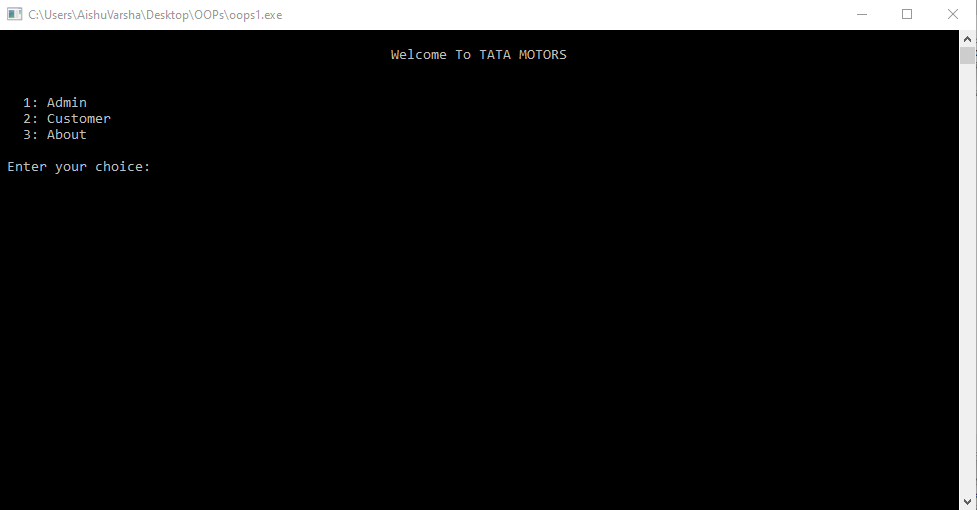 C:\Users\AishuVarsha\Desktop\OOPs\oops1.exe
Welcome To TATA MOTORS
1: Admin
2: Customer
3: About
Enter your choice: